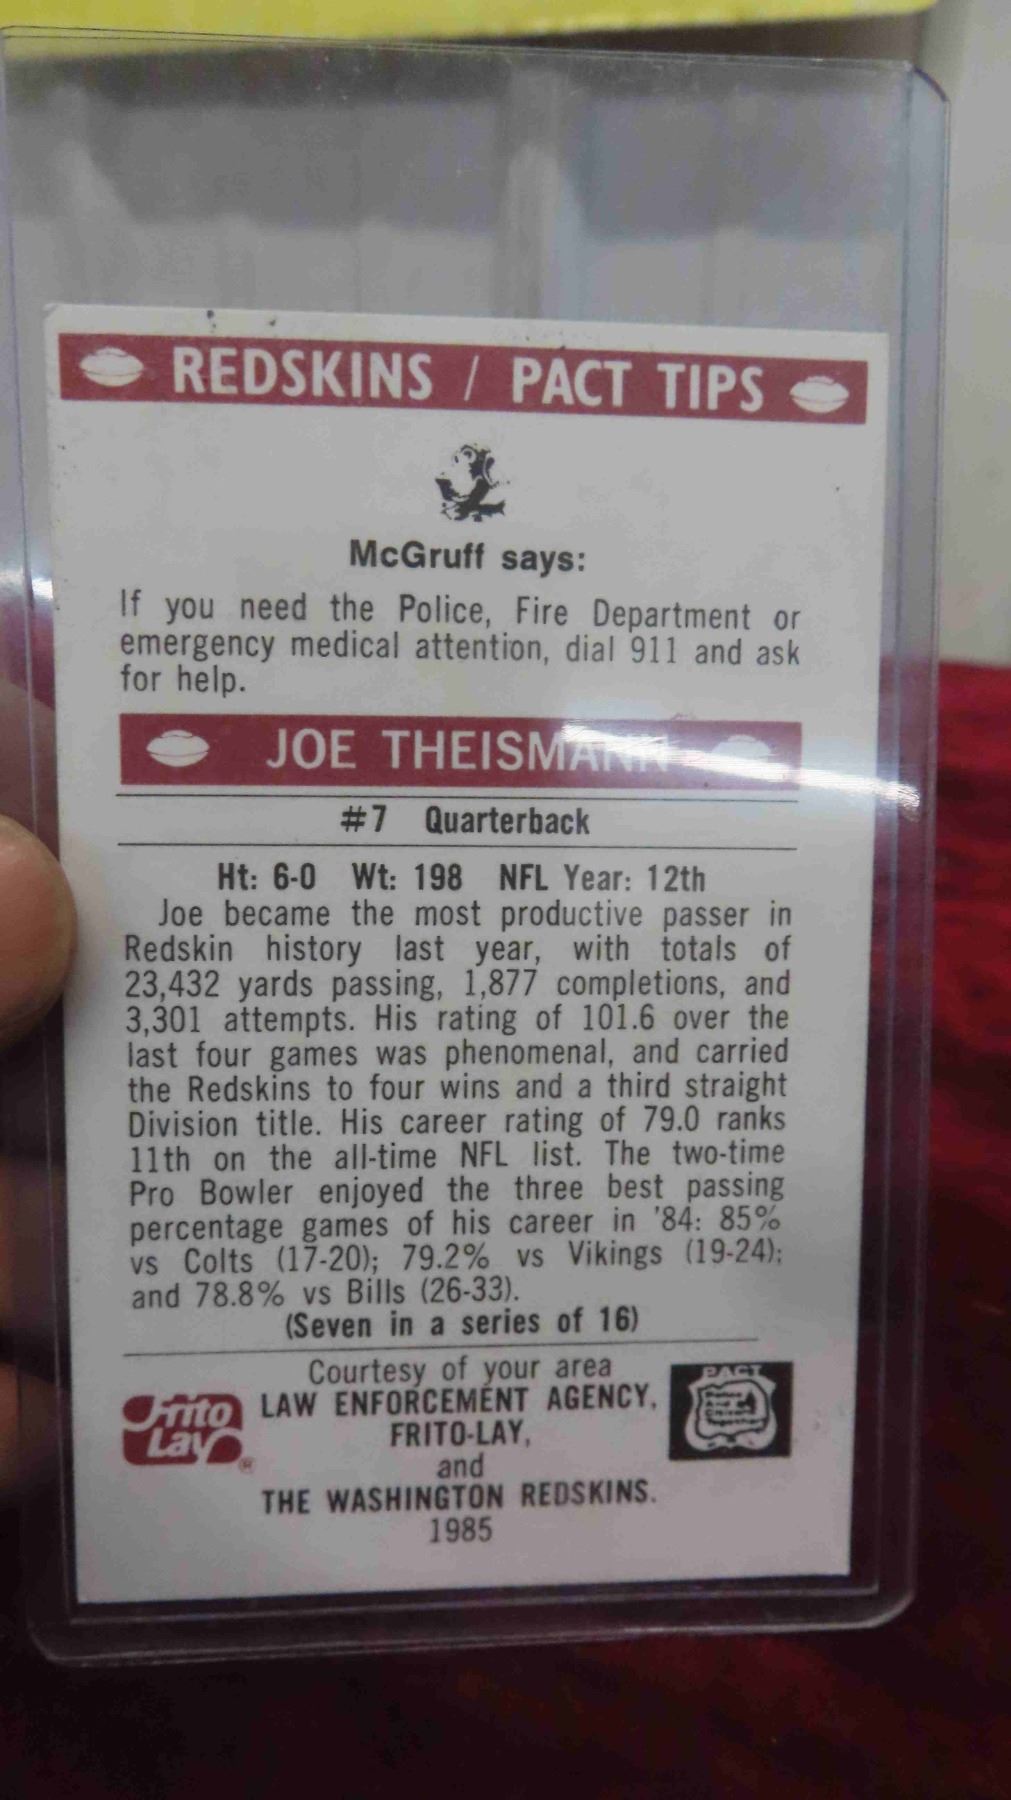 REDSKINS / PACT TIPS
McGruff says:
If you need the Police, Fire Department or
emergency medical attention, dial 911 and ask
for help.
JOE THEISMANN
#7 Quarterback
Ht: 6-0 Wt: 198 NFL Year: 12th
Joe became the most productive passer in
Redskin history last year, with totals of
23,432 yards passing, 1,877 completions, and
3,301 attempts. His rating of 101.6 over the
last four games was phenomenal, and carried
the Redskins to four wins and a third straight
Division title. His career rating of 79.0 ranks
11th on the all-time NFL list. The two-time
Pro Bowler enjoyed the three best passing
percentage games of his career in '84: 85%
vs Colts (17-20); 79.2% vs Vikings (19-24);
and 78.8% vs Bills (26-33).
(Seven in a series of 16)
Courtesy of your area
LAW ENFORCEMENT AGENCY,
FRITO-LAY,
and
THE WASHINGTON REDSKINS.
1985
Frito
Lay®
PACT